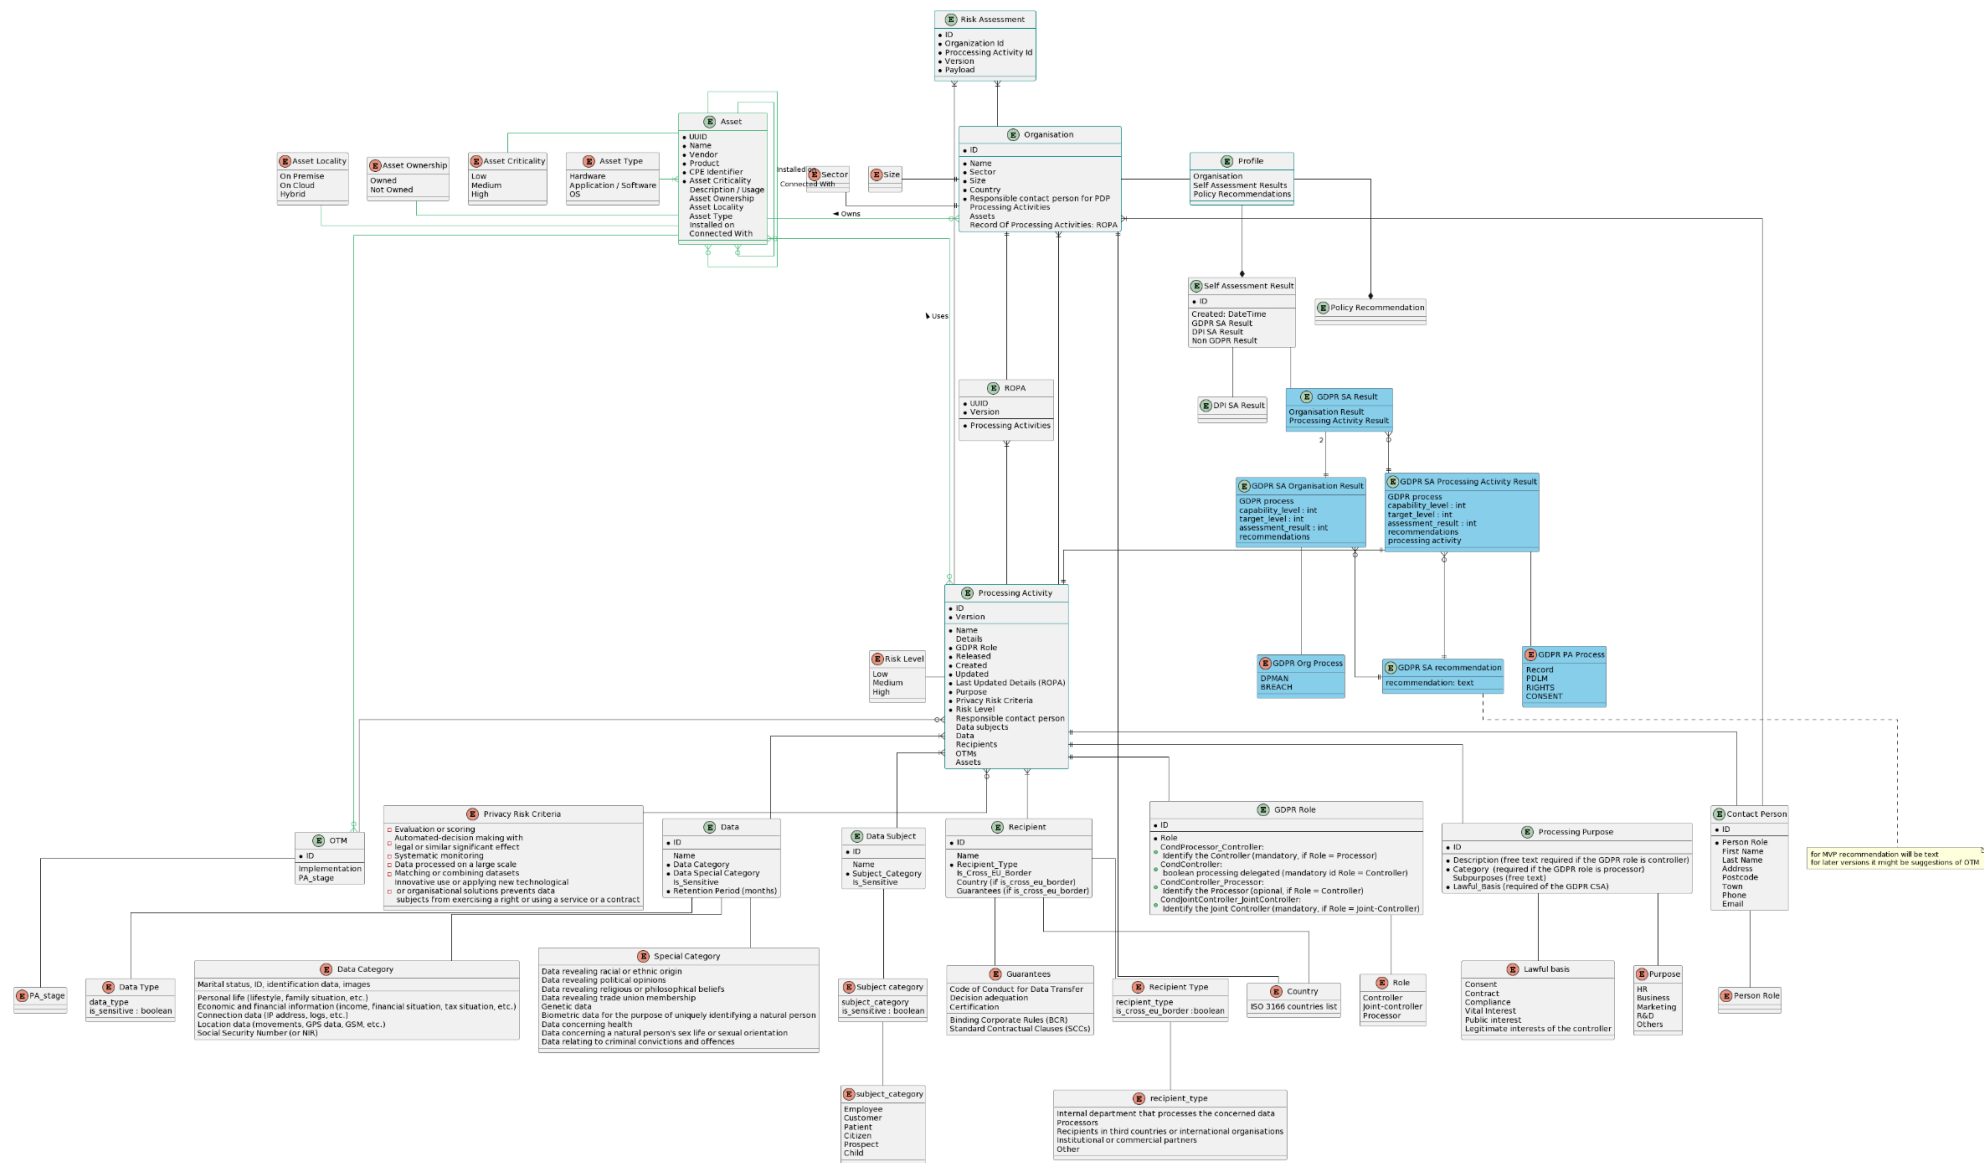 Risk Assessment
ID
Organization Id
Proccessing Activity Id
Version
Payload
Asset
UUID
Name
Vendor
Product
CPE Identifier
Asset Criticality
Description / Usage
Asset Ownership
Asset Locality
Asset Type
Installed on
Connected With
Organisation
ID
Name
Sector
Size
Country
Responsible contact person for PDP
Processing Activities
Assets
Record Of Processing Activities: ROPA
Asset Locality
On Premise
On Cloud
Hybrid
Asset Ownership
Owned
Not Owned
Asset Criticality
Low
Medium
High
Asset Type
Hardware
Application / Software
OS
Installed on
Connected With
Sector
Size
Profile
Organisation
Self Assessment Results
Policy Recommendations
Owns
Self Assessment Result
ID
Created: DateTime
GDPR SA Result
DPI SA Result
Non GDPR Result
Policy Recommendation
Uses
ROPA
UUID
Version
Processing Activities
DPI SA Result
GDPR SA Result
Organisation Result
Processing Activity Result
2
GDPR SA Organisation Result
GDPR process
capability_level : int
target_level : int
assessment_result : int
recommendations
GDPR SA Processing Activity Result
GDPR process
capability_level : int
target_level : int
assessment_result : int
recommendations
processing activity
Processing Activity
ID
Version
Name
Details
GDPR Role
Released
Created
Updated
Last Updated Details (ROPA)
Purpose
Privacy Risk Criteria
Risk Level
Responsible contact person
Data subjects
Data
Recipients
OTMs
Assets
Risk Level
Low
Medium
High
GDPR Org Process
DPMAN
BREACH
GDPR SA recommendation
recommendation: text
GDPR PA Process
Record
PDLM
RIGHTS
CONSENT
OTM
ID
Implementation
PA_stage
Privacy Risk Criteria
Evaluation or scoring
Automated-decision making with
legal or similar significant effect
Systematic monitoring
Data processed on a large scale
Matching or combining datasets
Innovative use or applying new technological
or organisational solutions prevents data
subjects from exercising a right or using a service or a contract
Data
ID
Name
Data Category
Data Special Category
Is_Sensitive
Retention Period (months)
Data Subject
ID
Name
Subject_Category
Is_Sensitive
Recipient
ID
Name
Recipient_Type
Is_Cross_EU_Border
Country (if is_cross_eu_border)
Guarantees (if is_cross_eu_border)
GDPR Role
ID
Role
CondProcessor_Controller:
Identify the Controller (mandatory, if Role = Processor)
CondController:
boolean processing delegated (mandatory id Role = Controller)
CondController_Processor:
Identify the Processor (opional, if Role = Controller)
CondJointController_JointController:
Identify the Joint Controller (mandatory, if Role = Joint-Controller)
Processing Purpose
ID
Description (free text required if the GDPR role is controller)
Category (required if the GDPR role is processor)
Subpurposes (free text)
Lawful_Basis (required of the GDPR CSA)
Contact Person
ID
Person Role
First Name
Last Name
Address
Postcode
Town
Phone
Email
for MVP recommendation will be text
for later versions it might be suggestions of OTM
PA_stage
Data Type
data_type
is_sensitive : boolean
Data Category
Marital status, ID, identification data, images
Personal life (lifestyle, family situation, etc.)
Economic and financial information (income, financial situation, tax situation, etc.)
Connection data (IP address, logs, etc.)
Location data (movements, GPS data, GSM, etc.)
Social Security Number (or NIR)
Special Category
Data revealing racial or ethnic origin
Data revealing political opinions
Data revealing religious or philosophical beliefs
Data revealing trade union membership
Genetic data
Biometric data for the purpose of uniquely identifying a natural person
Data concerning health
Data concerning a natural person's sex life or sexual orientation
Data relating to criminal convictions and offences
Subject category
subject_category
is_sensitive : boolean
Guarantees
Code of Conduct for Data Transfer
Decision adequation
Certification
Binding Corporate Rules (BCR)
Standard Contractual Clauses (SCCs)
Recipient Type
recipient_type
is_cross_eu_border :boolean
Country
ISO 3166 countries list
Role
Controller
Joint-controller
Processor
Lawful basis
Consent
Contract
Compliance
Vital Interest
Public interest
Legitimate interests of the controller
Purpose
HR
Business
Marketing
R&D
Others
Person Role
subject_category
Employee
Customer
Patient
Citizen
Prospect
Child
recipient_type
Internal department that processes the concerned data
Processors
Recipients in third countries or international organisations
Institutional or commercial partners
Other